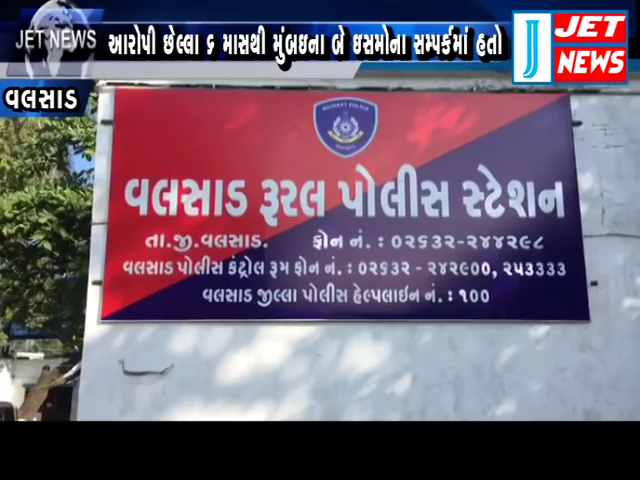 JET NEWS
આરોપી છેલ્લા ૬ માસથી મુંબઇના બે ઇસમોના સમ્પર્કમાં હતો
J JET NEWS
વલસાડ
GUJARAT POLICE
વલસાડ રૂરલ પોલીસ સ્ટેશન
તા.જી.વલસાડ. ફોન નં. : ૦૨૬૩૨-૨૪૪૨૯૮
વલસાડ પોલીસ કંટ્રોલ રૂમ ફોન નં. : ૦૨૬૩૨ - ૨૪૨૯૦૦, ૨૫૩૩૩૩
વલસાડ જીલ્લા પોલીસ હેલ્પલાઈન નં. : ૧૦૦